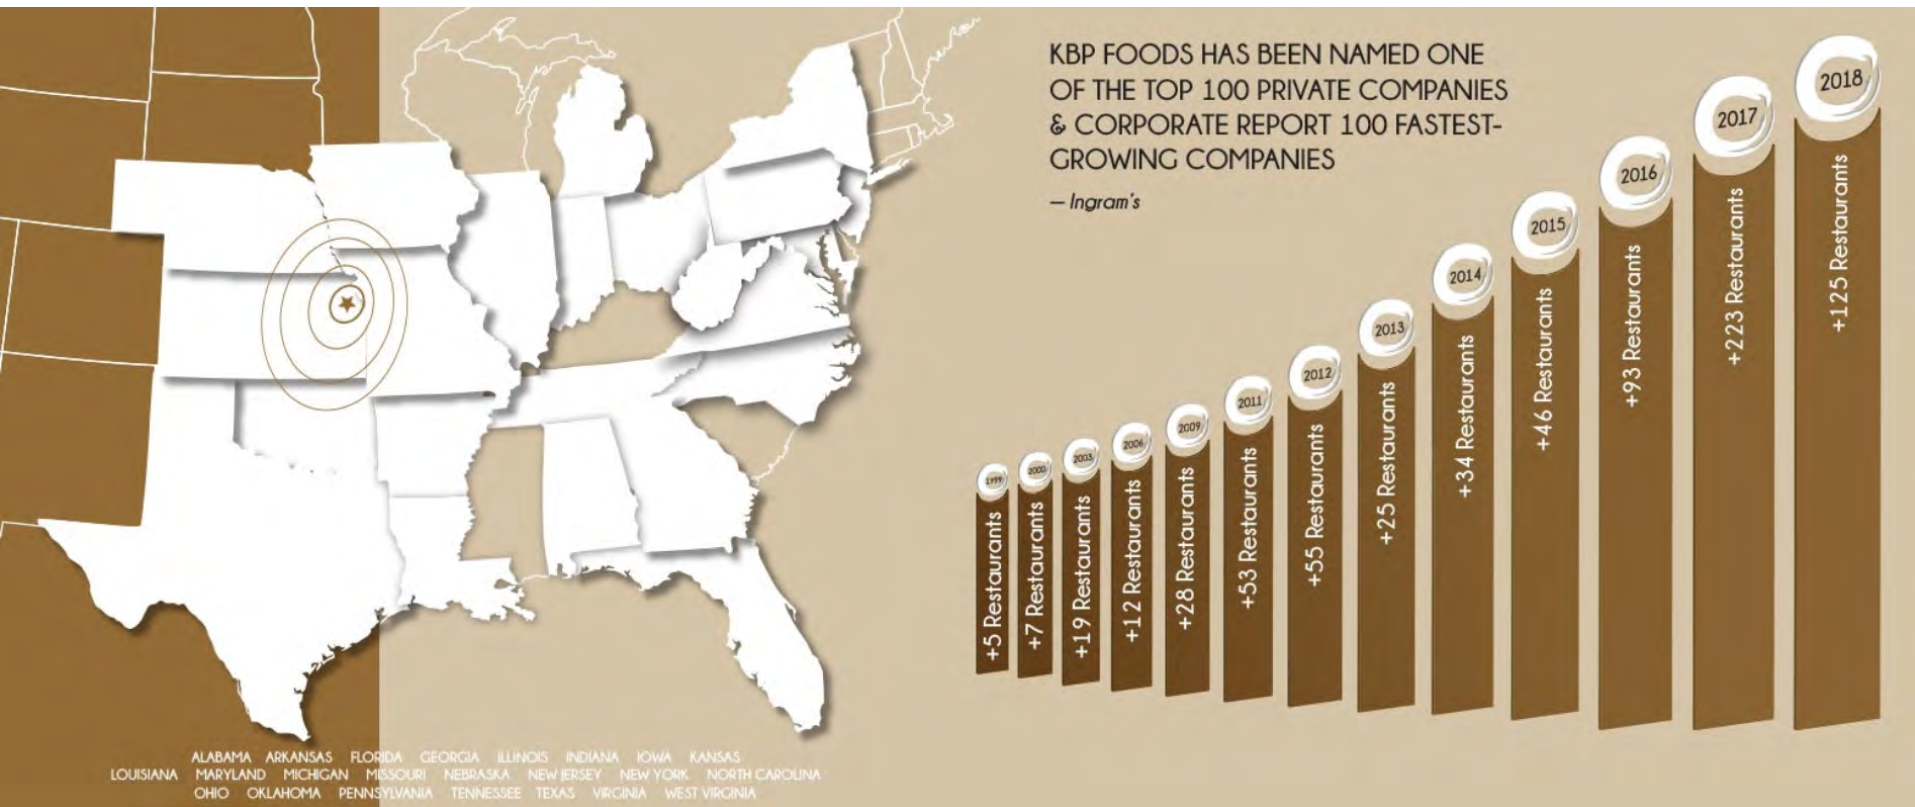 KBP FOODS HAS BEEN NAMED ONE
OF THE TOP 100 PRIVATE COMPANIES
& CORPORATE REPORT 100 FASTEST-
GROWING COMPANIES
— Ingram's
1999
+5 Restaurants
2000
+7 Restaurants
2003
+19 Restaurants
2006
+12 Restaurants
2009
+28 Restaurants
2011
+53 Restaurants
2012
+55 Restaurants
2013
+25 Restaurants
2014
+34 Restaurants
2015
+46 Restaurants
2016
+93 Restaurants
2017
+223 Restaurants
2018
+125 Restaurants
ALABAMA ARKANSAS FLORIDA GEORGIA ILLINOIS INDIANA IOWA KANSAS
LOUISIANA MARYLAND MICHIGAN MISSOURI NEBRASKA NEW JERSEY NEW YORK NORTH CAROLINA
OHIO OKLAHOMA PENNSYLVANIA TENNESSEE TEXAS VIRGINIA WEST VIRGINIA